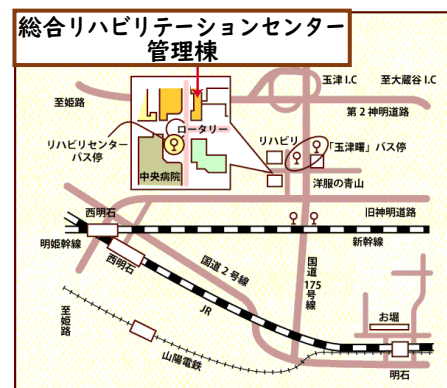 総合リハビリテーションセンター
管理棟
玉津 I.C
至大蔵谷 I.C
至姫路
第2神明道路
ロータリー
リハビリセンター
バス停
中央病院
リハビリ
「玉津曙」バス停
洋服の青山
西明石
旧神明道路
明姫幹線
新幹線
西明石
国道2号線
国道175号線
至姫路
JR
お堀
山陽電鉄
明石